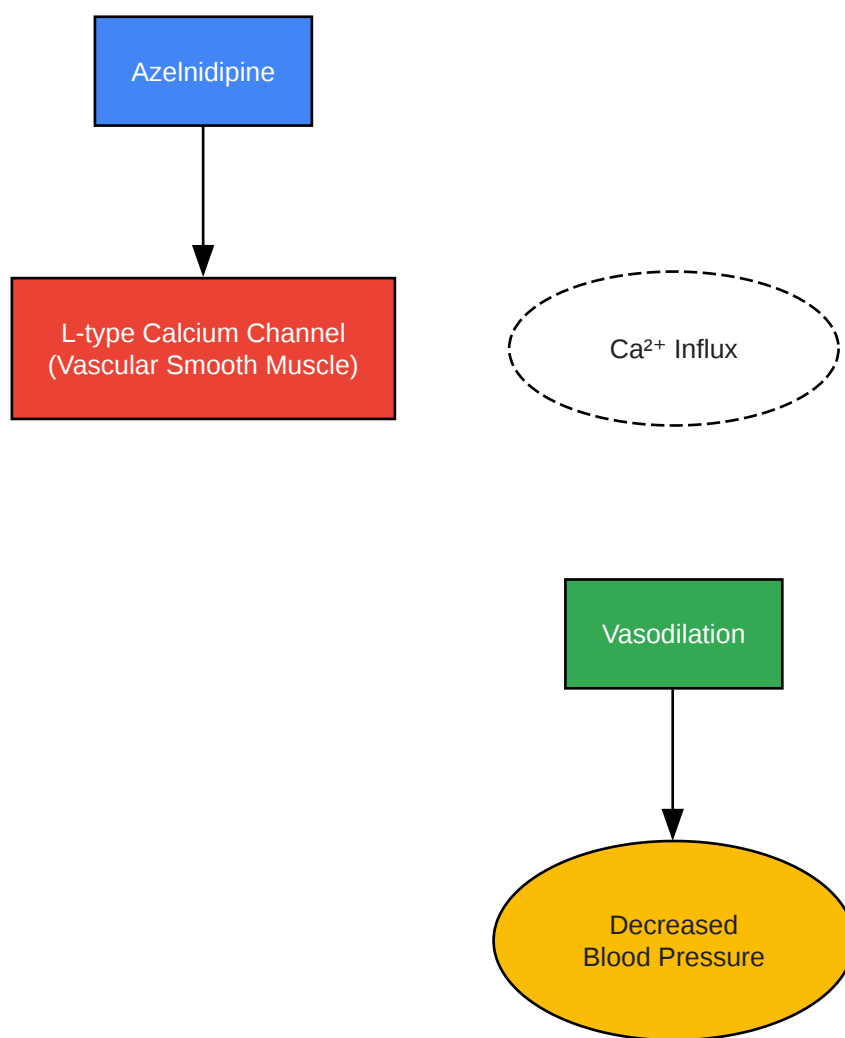 Azelnidipine
L-type Calcium Channel
(Vascular Smooth Muscle)
Ca²⁺ Influx
Vasodilation
Decreased
Blood Pressure